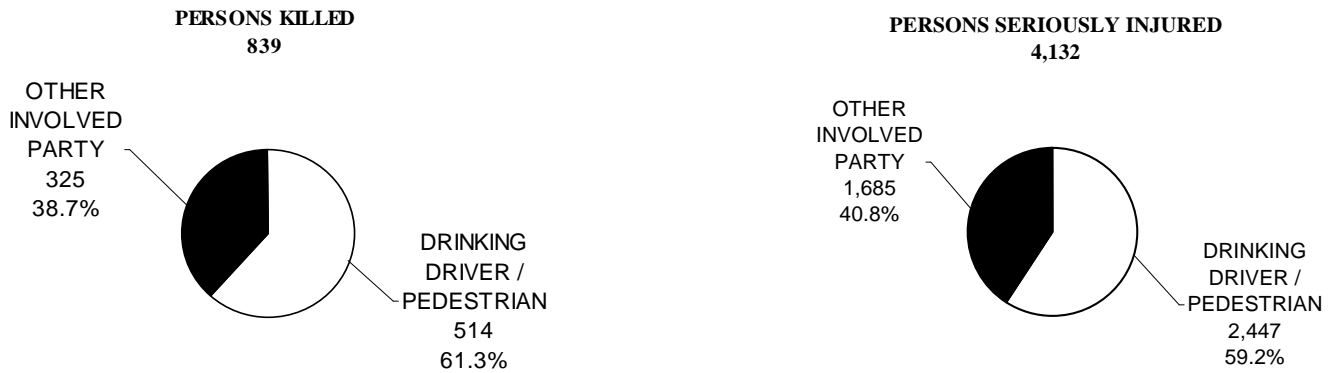 PERSONS KILLED
839
OTHER
INVOLVED
PARTY
325
38.7%
DRINKING
DRIVER /
PEDESTRIAN
514
61.3%
PERSONS SERIOUSLY INJURED
4,132
OTHER
INVOLVED
PARTY
1,685
40.8%
DRINKING
DRIVER /
PEDESTRIAN
2,447
59.2%